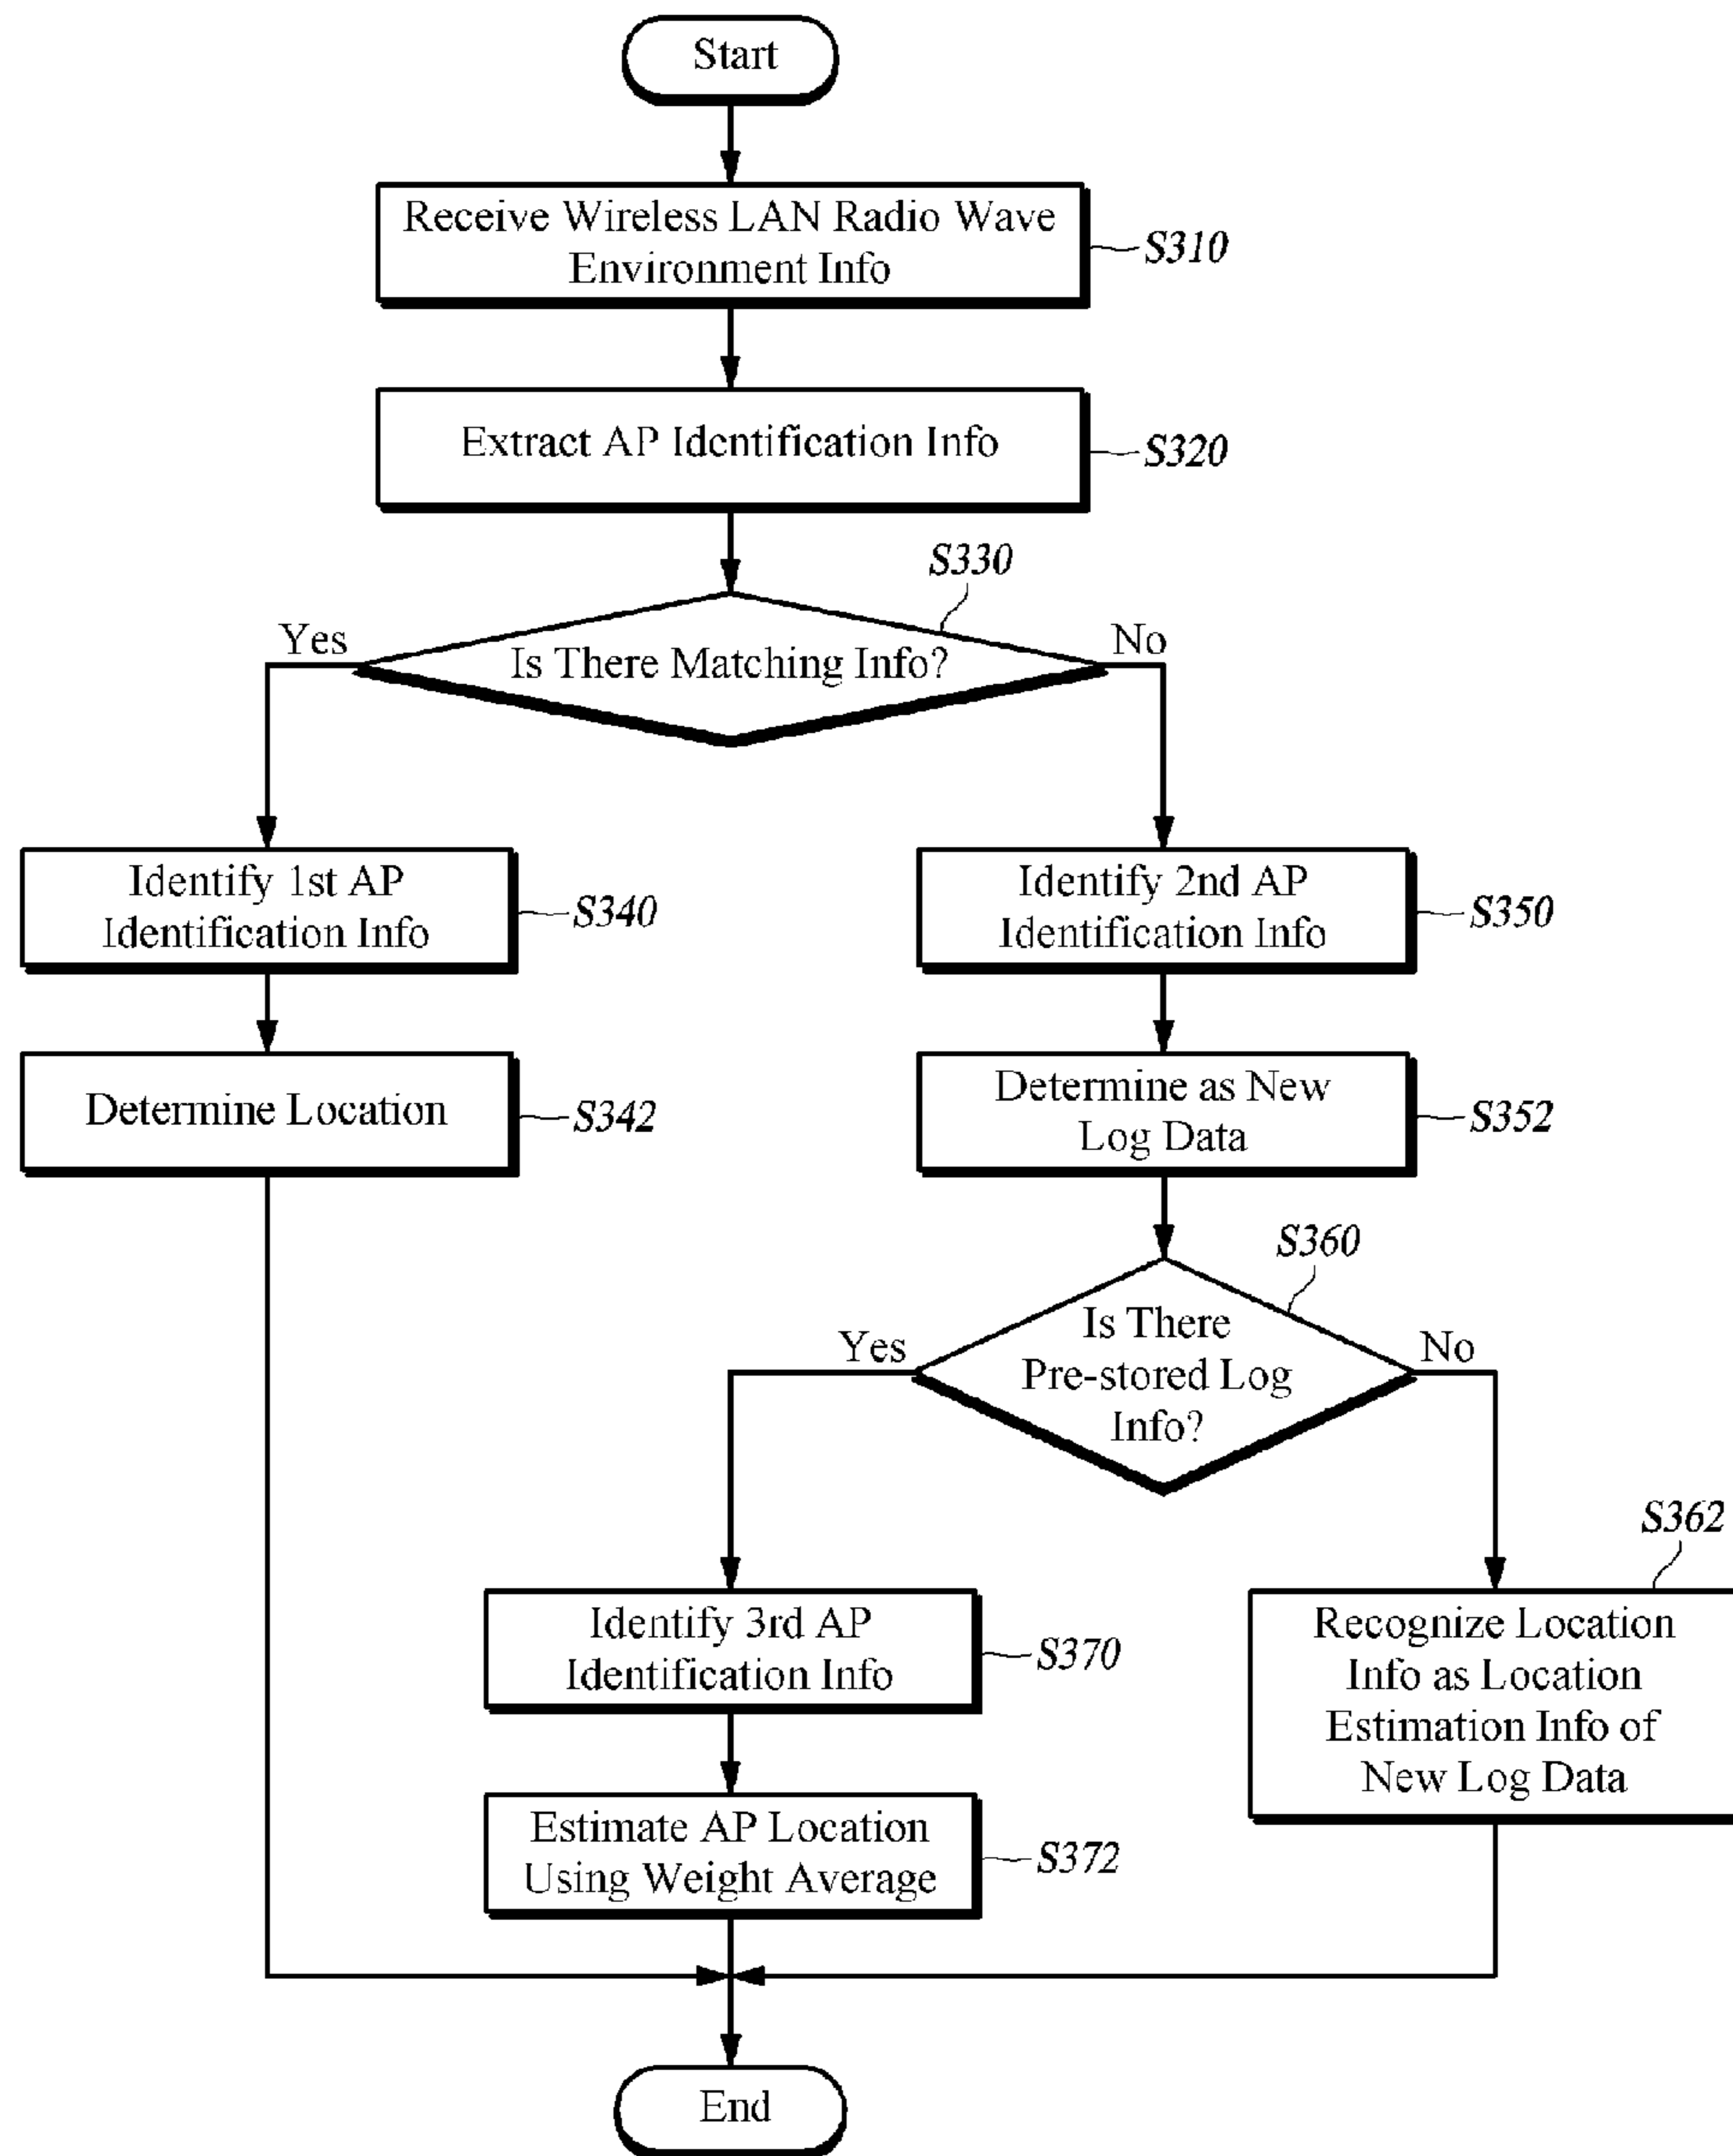 Start
Receive Wireless LAN Radio Wave
Environment Info
S310
Extract AP Identification Info
S320
S330
Yes
No
Is There Matching Info?
Identify 1st AP
Identification Info
S340
Identify 2nd AP
Identification Info
S350
Determine Location
S342
Determine as New
Log Data
S352
S360
Yes
No
Is There
Pre-stored Log
Info?
S362
Identify 3rd AP
Identification Info
S370
Recognize Location
Info as Location
Estimation Info of
New Log Data
Estimate AP Location
Using Weight Average
S372
End